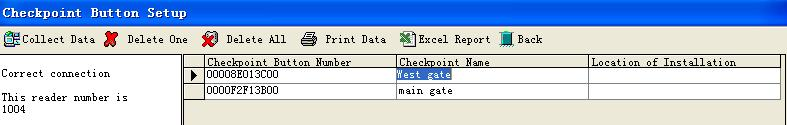 Checkpoint Button Setup
Collect Data Delete One Delete All Print Data Excel Report Back
Checkpoint Button Number Checkpoint Name Location of Installation
Correct connection 00008E013C00 West gate
0000F2F13B00 main gate
This reader number is
1004